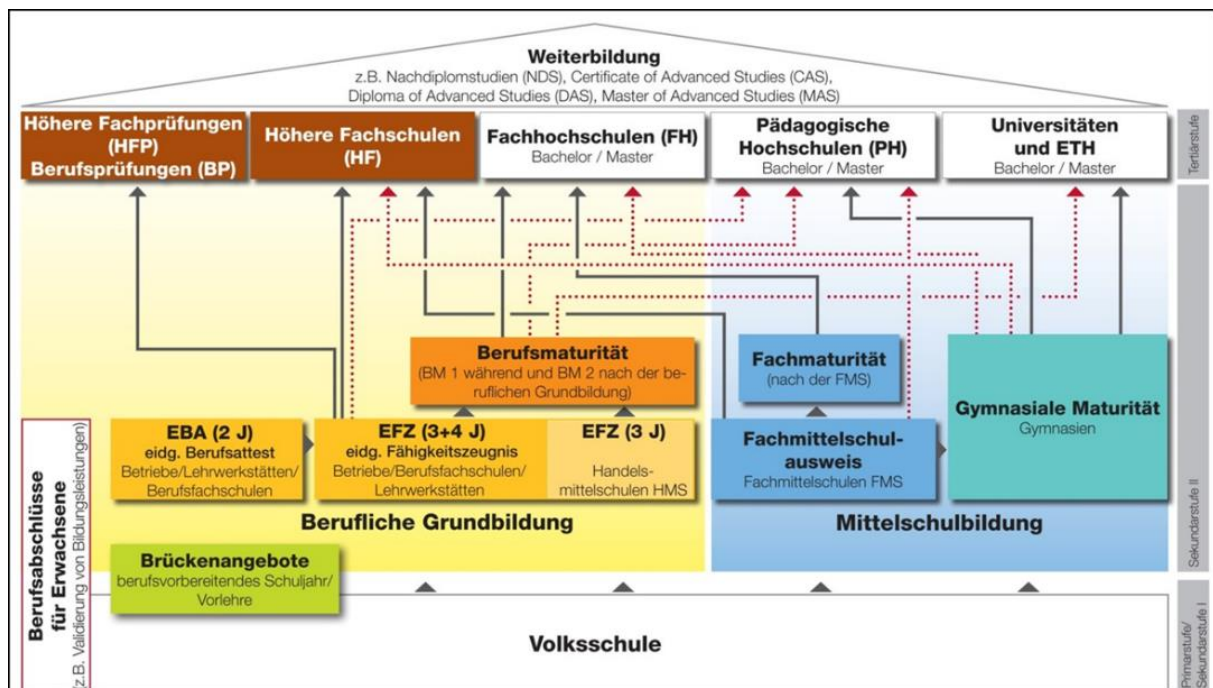 Weiterbildung
z.B. Nachdiplomstudien (NDS), Certificate of Advanced Studies (CAS),
Diploma of Advanced Studies (DAS), Master of Advanced Studies (MAS)
Höhere Fachprüfungen
(HFP)
Berufsprüfungen (BP)
Höhere Fachschulen
(HF)
Fachhochschulen (FH)
Bachelor / Master
Pädagogische
Hochschulen (PH)
Bachelor / Master
Universitäten
und ETH
Bachelor / Master
Tertiärstufe
Berufsmaturität
(BM 1 während und BM 2 nach der be-
ruflichen Grundbildung)
Fachmaturität
(nach der FMS)
Gymnasiale Maturität
Gymnasien
EBA (2 J)
eidg. Berufsattest
Betriebe/Lehrwerkstätten/
Berufsfachschulen
EFZ (3+4 J)
eidg. Fähigkeitszeugnis
Betriebe/Berufsfachschulen/
Lehrwerkstätten
EFZ (3 J)
Handels-
mittelschulen HMS
Fachmittelschul-
ausweis
Fachmittelschulen FMS
Berufliche Grundbildung
Mittelschulbildung
Sekundarstufe II
Brückenangebote
berufsvorbereitendes Schuljahr/
Vorlehre
Berufsabschlüsse
für Erwachsene
(z.B. Validierung von Bildungsleistungen)
Volksschule
Primarstufe/
Sekundarstufe I